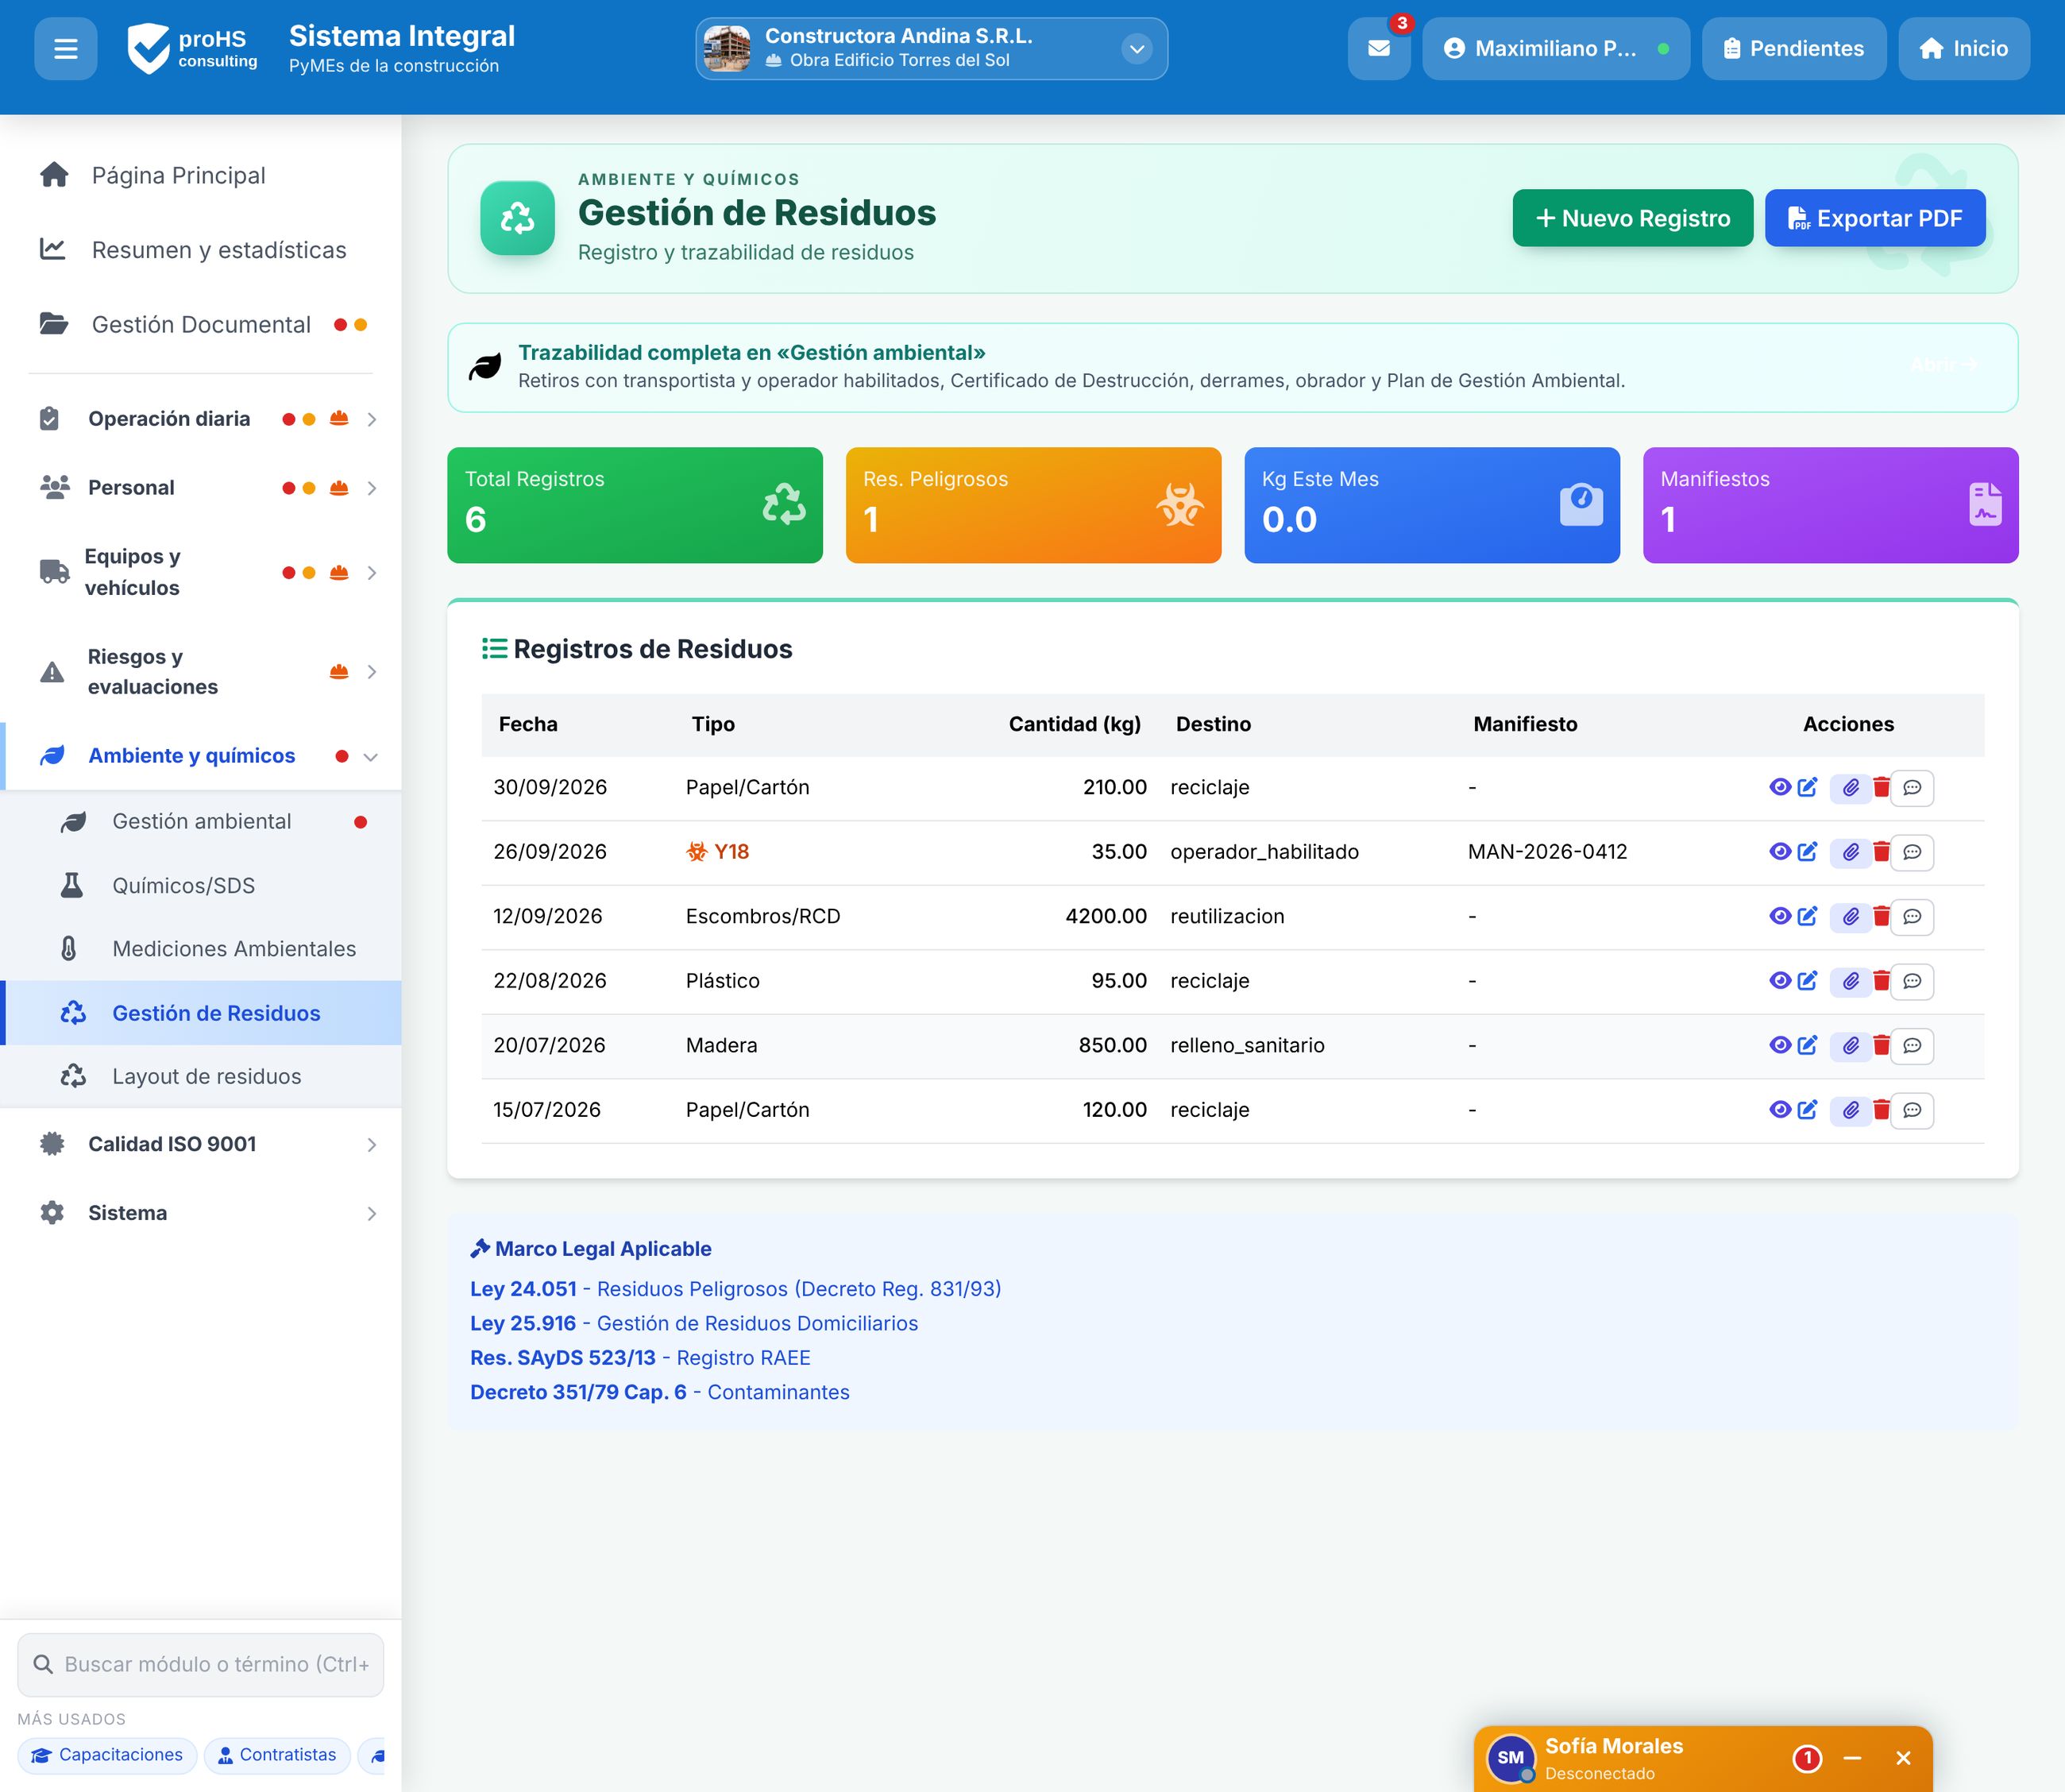 proHS
consulting
Sistema Integral
PyMEs de la construcción
Constructora Andina S.R.L.
Obra Edificio Torres del Sol
3
Maximiliano P...
Pendientes
Inicio
Página Principal
Resumen y estadísticas
Gestión Documental
Operación diaria
Personal
Equipos y
vehículos
Riesgos y
evaluaciones
Ambiente y químicos
Gestión ambiental
Químicos/SDS
Mediciones Ambientales
Gestión de Residuos
Layout de residuos
Calidad ISO 9001
Sistema
Buscar módulo o término (Ctrl+
MÁS USADOS
Capacitaciones
Contratistas
AMBIENTE Y QUÍMICOS
Gestión de Residuos
Registro y trazabilidad de residuos
Nuevo Registro
PDF Exportar PDF
Trazabilidad completa en «Gestión ambiental»
Retiros con transportista y operador habilitados, Certificado de Destrucción, derrames, obrador y Plan de Gestión Ambiental.
Abrir →
Total Registros
6
Res. Peligrosos
1
Kg Este Mes
0.0
Manifiestos
1
Registros de Residuos
Fecha Tipo Cantidad (kg) Destino Manifiesto Acciones
30/09/2026 Papel/Cartón 210.00 reciclaje -
26/09/2026 Y18 35.00 operador_habilitado MAN-2026-0412
12/09/2026 Escombros/RCD 4200.00 reutilizacion -
22/08/2026 Plástico 95.00 reciclaje -
20/07/2026 Madera 850.00 relleno_sanitario -
15/07/2026 Papel/Cartón 120.00 reciclaje -
Marco Legal Aplicable
Ley 24.051 - Residuos Peligrosos (Decreto Reg. 831/93)
Ley 25.916 - Gestión de Residuos Domiciliarios
Res. SAyDS 523/13 - Registro RAEE
Decreto 351/79 Cap. 6 - Contaminantes
SM
Sofía Morales
Desconectado
1